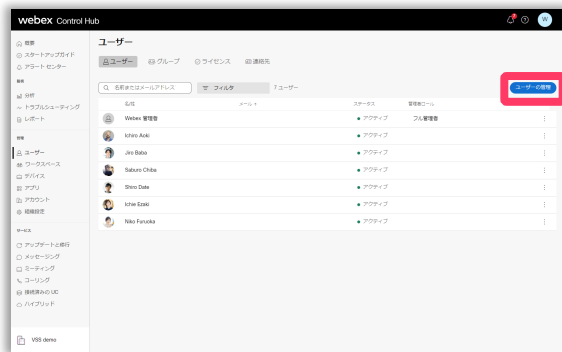 webex Control Hub
W
概要
スタートアップガイド
アラート センター
監視
分析
トラブルシューティング
レポート
管理
ユーザー
ワークスペース
デバイス
アプリ
アカウント
組織設定
サービス
アップデートと移行
メッセージング
ミーティング
コーリング
接続済みの UC
ハイブリッド
VSS demo
ユーザー
ユーザー グループ ライセンス 連絡先
名前またはメールアドレス フィルタ 7 ユーザー ユーザーの管理
名/姓 メール ステータス 管理者ロール
Webex 管理者 アクティブ フル管理者
Ichiro Aoki アクティブ
Jiro Baba アクティブ
Saburo Chiba アクティブ
Shiro Date アクティブ
Ichie Ezaki アクティブ
Niko Furuoka アクティブ